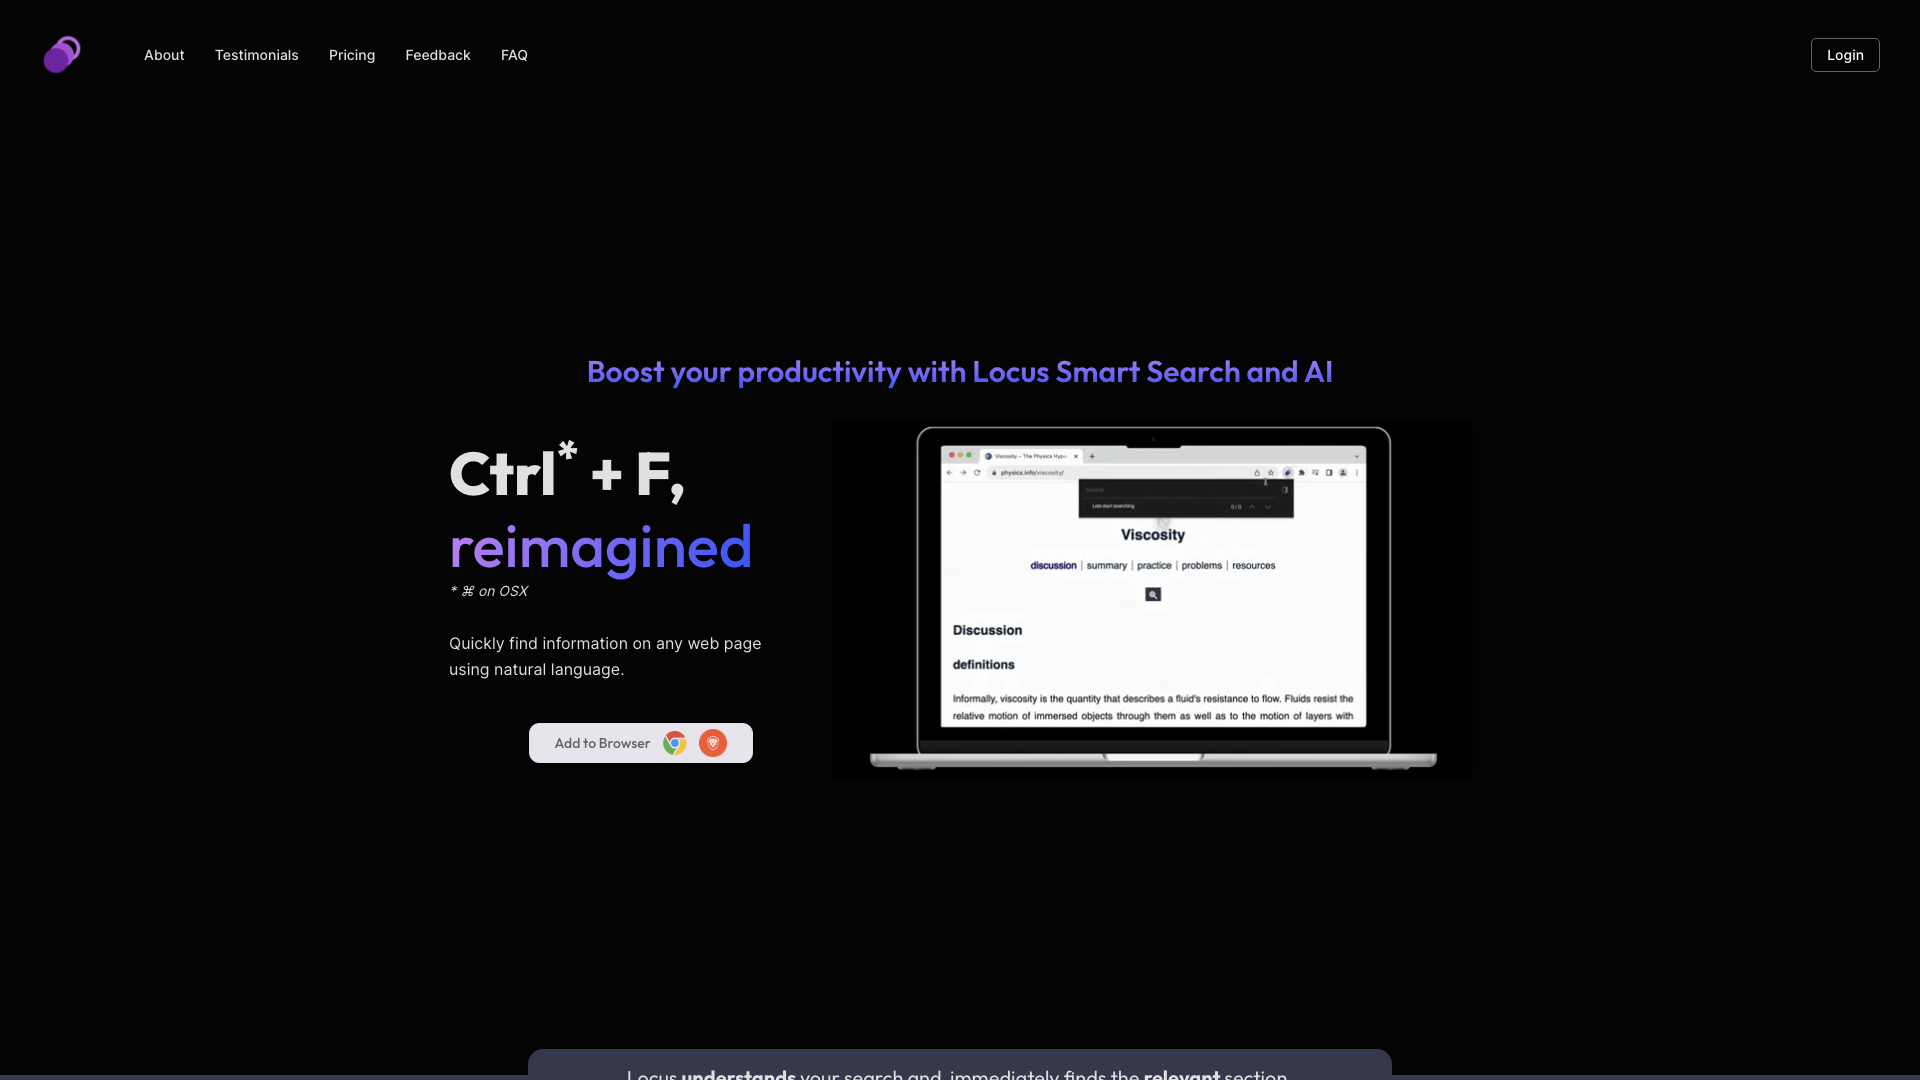 About
Testimonials
Pricing
Feedback
FAQ
Login
Boost your productivity with Locus Smart Search and AI
Ctrl* + F,
reimagined
* ⌘ on OSX
Quickly find information on any web page
using natural language.
Add to Browser
Viscosity – The Physics Hyp
physics.info/viscosity/
Search
Lets start searching
0/0
Viscosity
discussion | summary | practice | problems | resources
Discussion
definitions
Informally, viscosity is the quantity that describes a fluid's resistance to flow. Fluids resist the
relative motion of immersed objects through them as well as to the motion of layers with
Locus understands your search and immediately finds the relevant section